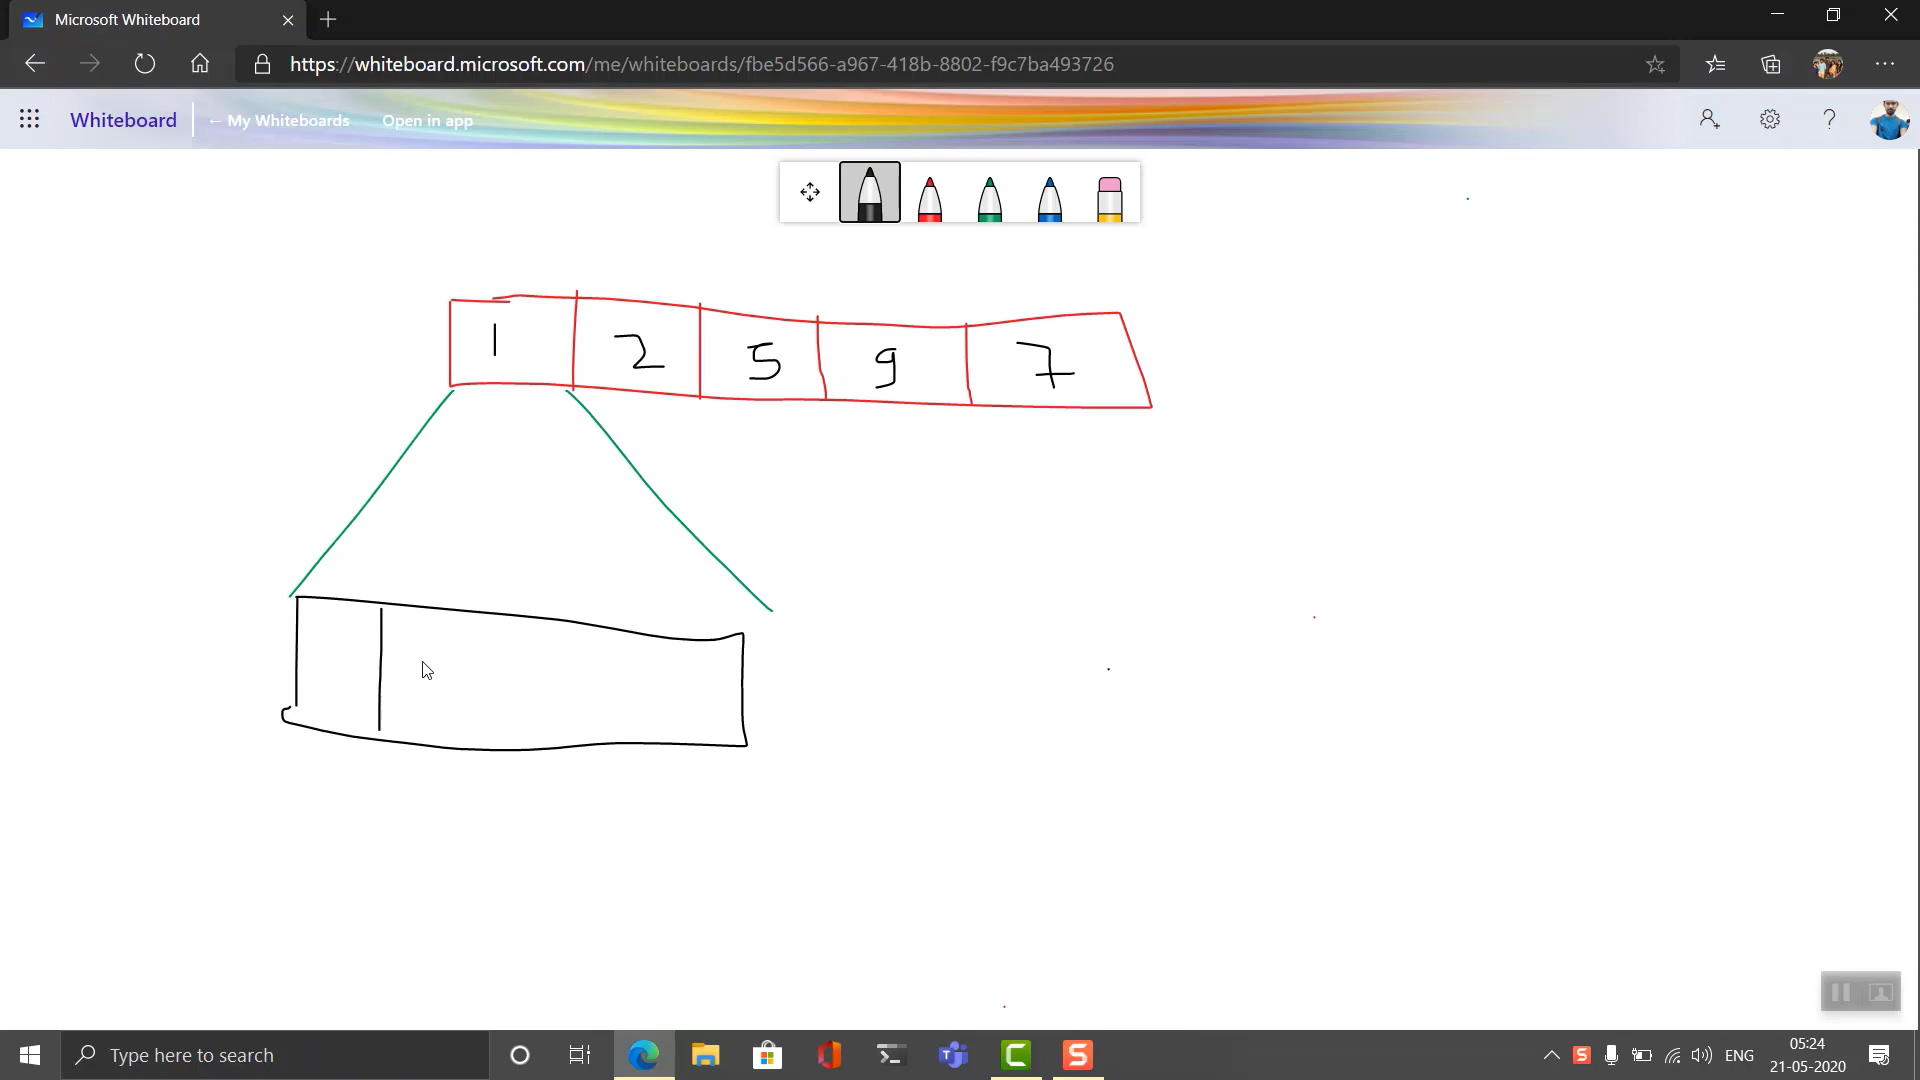 Microsoft Whiteboard
https://whiteboard.microsoft.com/me/whiteboards/fbe5d566-a967-418b-8802-f9c7ba493726
Whiteboard
← My Whiteboards
Open in app
1 2 5 9 7
Type here to search
ENG
05:24
21-05-2020